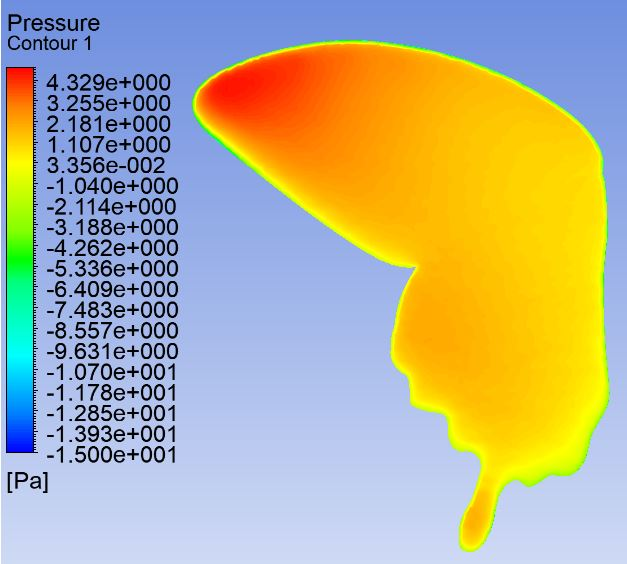 Pressure
Contour 1
4.329e+000
3.255e+000
2.181e+000
1.107e+000
3.356e-002
-1.040e+000
-2.114e+000
-3.188e+000
-4.262e+000
-5.336e+000
-6.409e+000
-7.483e+000
-8.557e+000
-9.631e+000
-1.070e+001
-1.178e+001
-1.285e+001
-1.393e+001
-1.500e+001
[Pa]